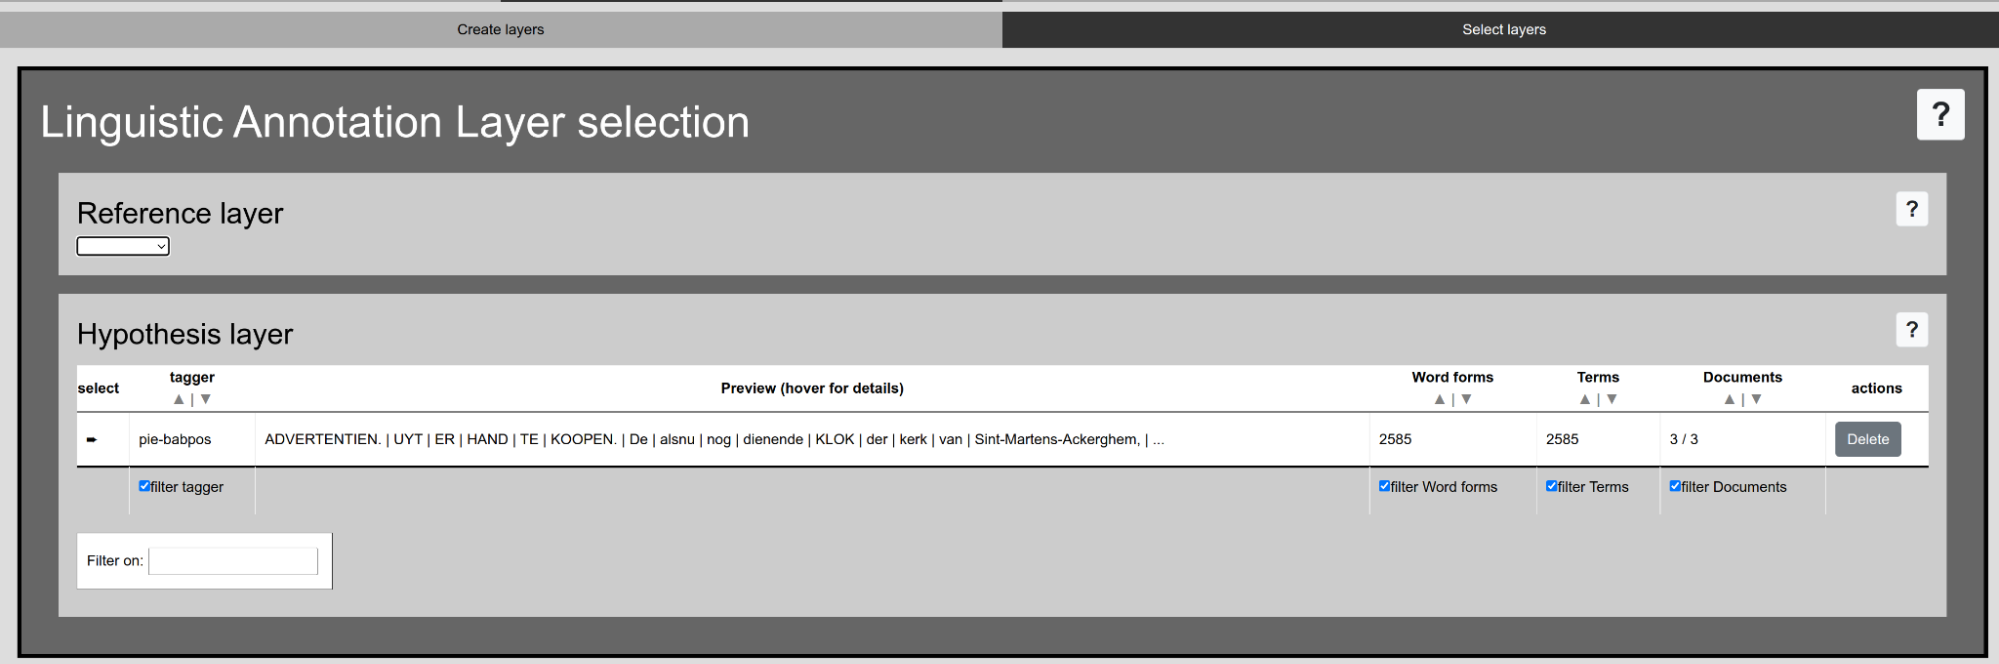 Create layers
Select layers
Linguistic Annotation Layer selection
?
Reference layer
?
Hypothesis layer
?
select tagger Preview (hover for details) Word forms Terms Documents actions
▲ | ▼ ▲ | ▼ ▲ | ▼ ▲ | ▼
pie-babpos ADVERTENTIEN. | UYT | ER | HAND | TE | KOOPEN. | De | alsnu | nog | dienende | KLOK | der | kerk | van | Sint-Martens-Ackerghem, | ... 2585 2585 3 / 3 Delete
filter tagger filter Word forms filter Terms filter Documents
Filter on: